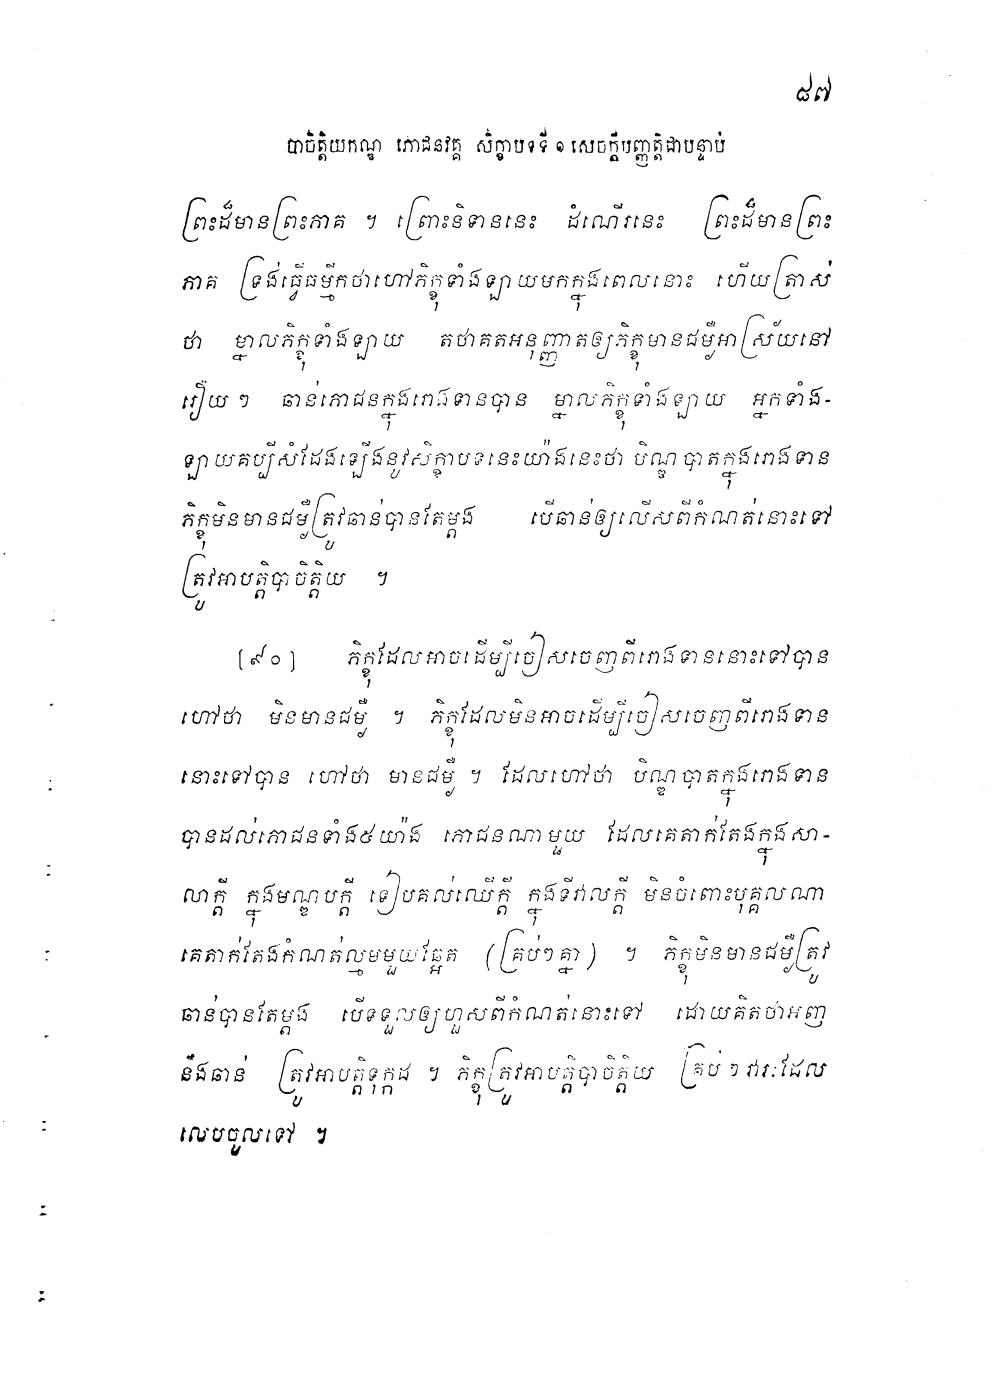 ៨៧
បាចិត្តិយកណ្ឌ ភោជនវគ្គ សិក្ខាបទទី ១ សេចក្តីបញ្ញត្តិជាបន្ទាប់
ព្រះដ៏មានព្រះភាគ ។ ព្រោះនិទាននេះ ដំណើរនេះ ព្រះដ៏មានព្រះ
ភាគ ទ្រង់ធ្វើធម្មីកថាហៅភិក្ខុទាំងឡាយមកក្នុងពេលនោះ ហើយត្រាស់
ថា ម្នាលភិក្ខុទាំងឡាយ តថាគតអនុញ្ញាតឲ្យភិក្ខុមានជម្ងឺអាស្រ័យនៅ
រឿយៗ ឆាន់ភោជនក្នុងរោងទានបាន ម្នាលភិក្ខុទាំងឡាយ អ្នកទាំង-
ឡាយគប្បីសំដែងឡើងនូវសិក្ខាបទនេះយ៉ាងនេះថា បិណ្ឌបាតក្នុងរោងទាន
ភិក្ខុមិនមានជម្ងឺត្រូវឆាន់បានតែម្តង បើឆាន់ឲ្យលើសពីកំណត់នោះទៅ
ត្រូវអាបត្តិបាចិត្តិយ ។
[៩០] ភិក្ខុដែលអាចដើម្បីចៀសចេញពីរោងទាននោះទៅបាន
ហៅថា មិនមានជម្ងឺ ។ ភិក្ខុដែលមិនអាចដើម្បីចៀសចេញពីរោងទាន
នោះទៅបាន ហៅថា មានជម្ងឺ ។ ដែលហៅថា បិណ្ឌបាតក្នុងរោងទាន
បានដល់ភោជនទាំង៥យ៉ាង ភោជនណាមួយ ដែលគេតាក់តែងក្នុងសា-
លាក្តី ក្នុងមណ្ឌបក្តី ទៀបគល់ឈើក្តី ក្នុងទីវាលក្តី មិនចំពោះបុគ្គលណា
គេតាក់តែងកំណត់ល្មមមួយឆ្អែត (គ្រប់ៗគ្នា) ។ ភិក្ខុមិនមានជម្ងឺត្រូវ
ឆាន់បានតែម្តង បើទទួលឲ្យហួសពីកំណត់នោះទៅ ដោយគិតថាអញ
នឹងឆាន់ ត្រូវអាបត្តិទុក្កដ ។ ភិក្ខុត្រូវអាបត្តិបាចិត្តិយ គ្រប់ៗវារៈដែល
លេបចូលទៅ ។